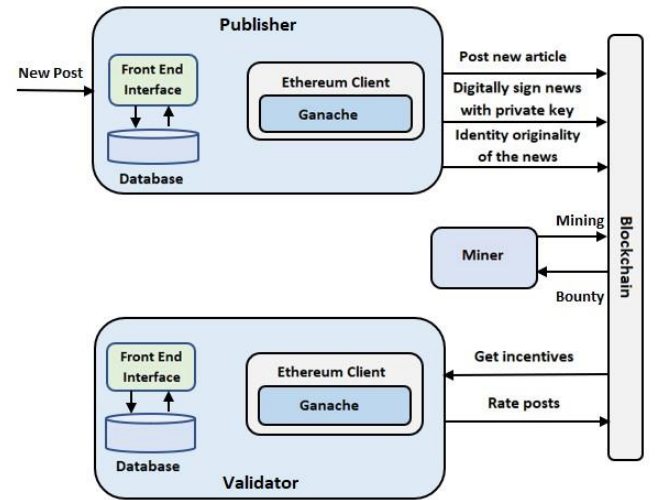 Publisher
New Post
Front End
Interface
Database
Ethereum Client
Ganache
Post new article
Digitally sign news
with private key
Identity originality
of the news
Blockchain
Mining
Miner
Bounty
Front End
Interface
Database
Ethereum Client
Ganache
Get incentives
Rate posts
Validator